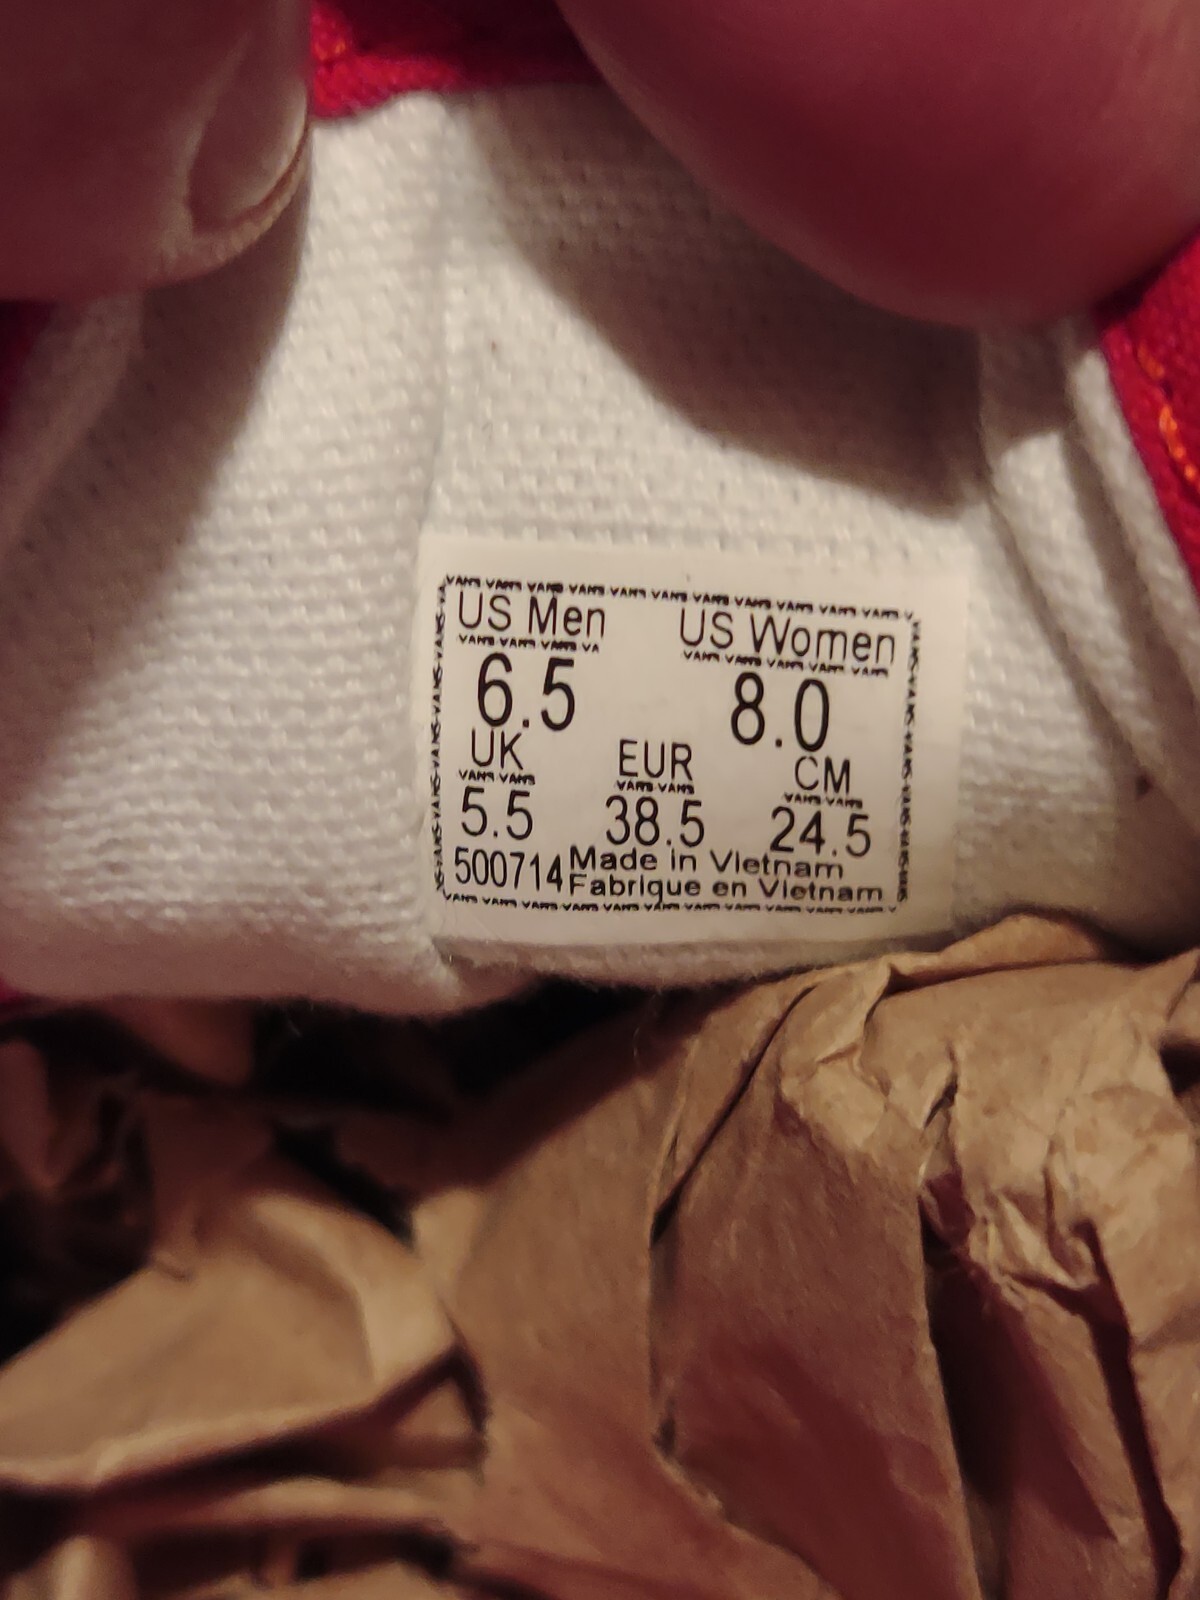 US Men US Women
6.5 8.0
UK EUR CM
5.5 38.5 24.5
500714 Made in Vietnam
Fabrique en Vietnam